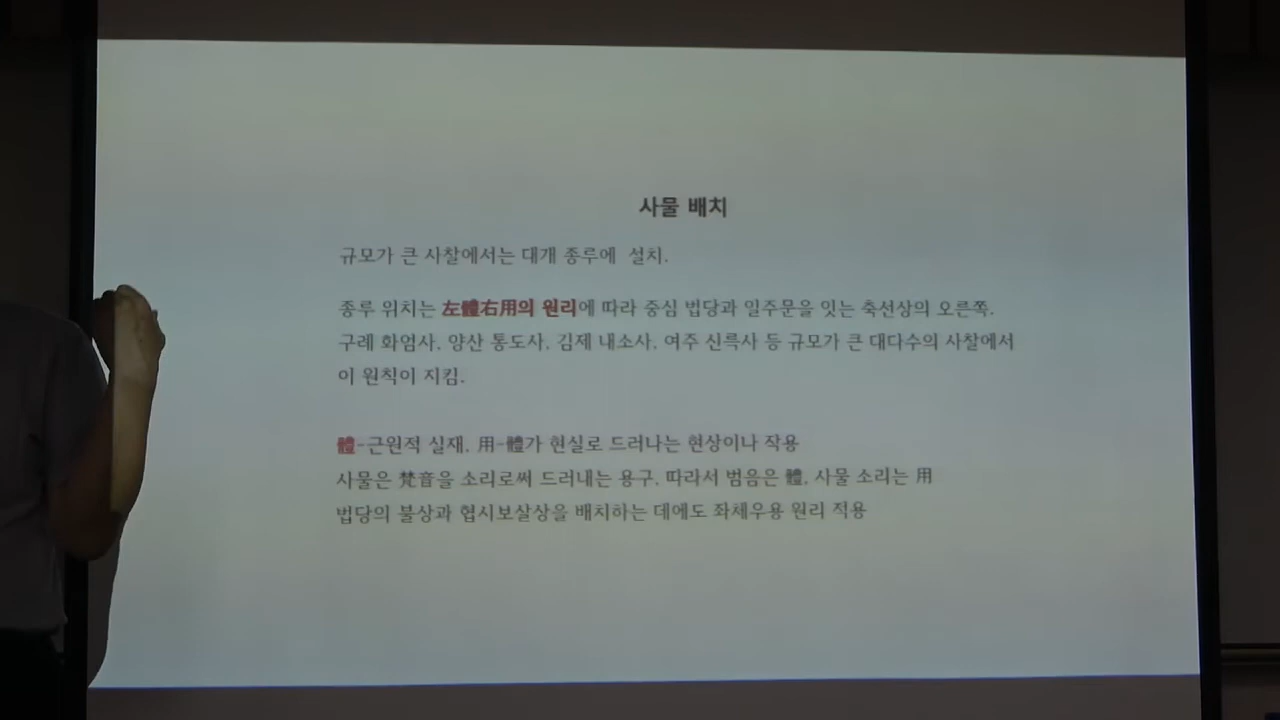 사물 배치
규모가 큰 사찰에서는 대개 종루에 설치.
종루 위치는 左體右用의 원리에 따라 중심 법당과 일주문을 잇는 축선상의 오른쪽.
구례 화엄사, 양산 통도사, 김제 내소사, 여주 신륵사 등 규모가 큰 대다수의 사찰에서
이 원칙이 지킴.
體-근원적 실재, 用-體가 현실로 드러나는 현상이나 작용
사물은 梵音을 소리로써 드러내는 용구, 따라서 범음은 體, 사물 소리는 用
법당의 불상과 협시보살상을 배치하는 데에도 좌체우용 원리 적용